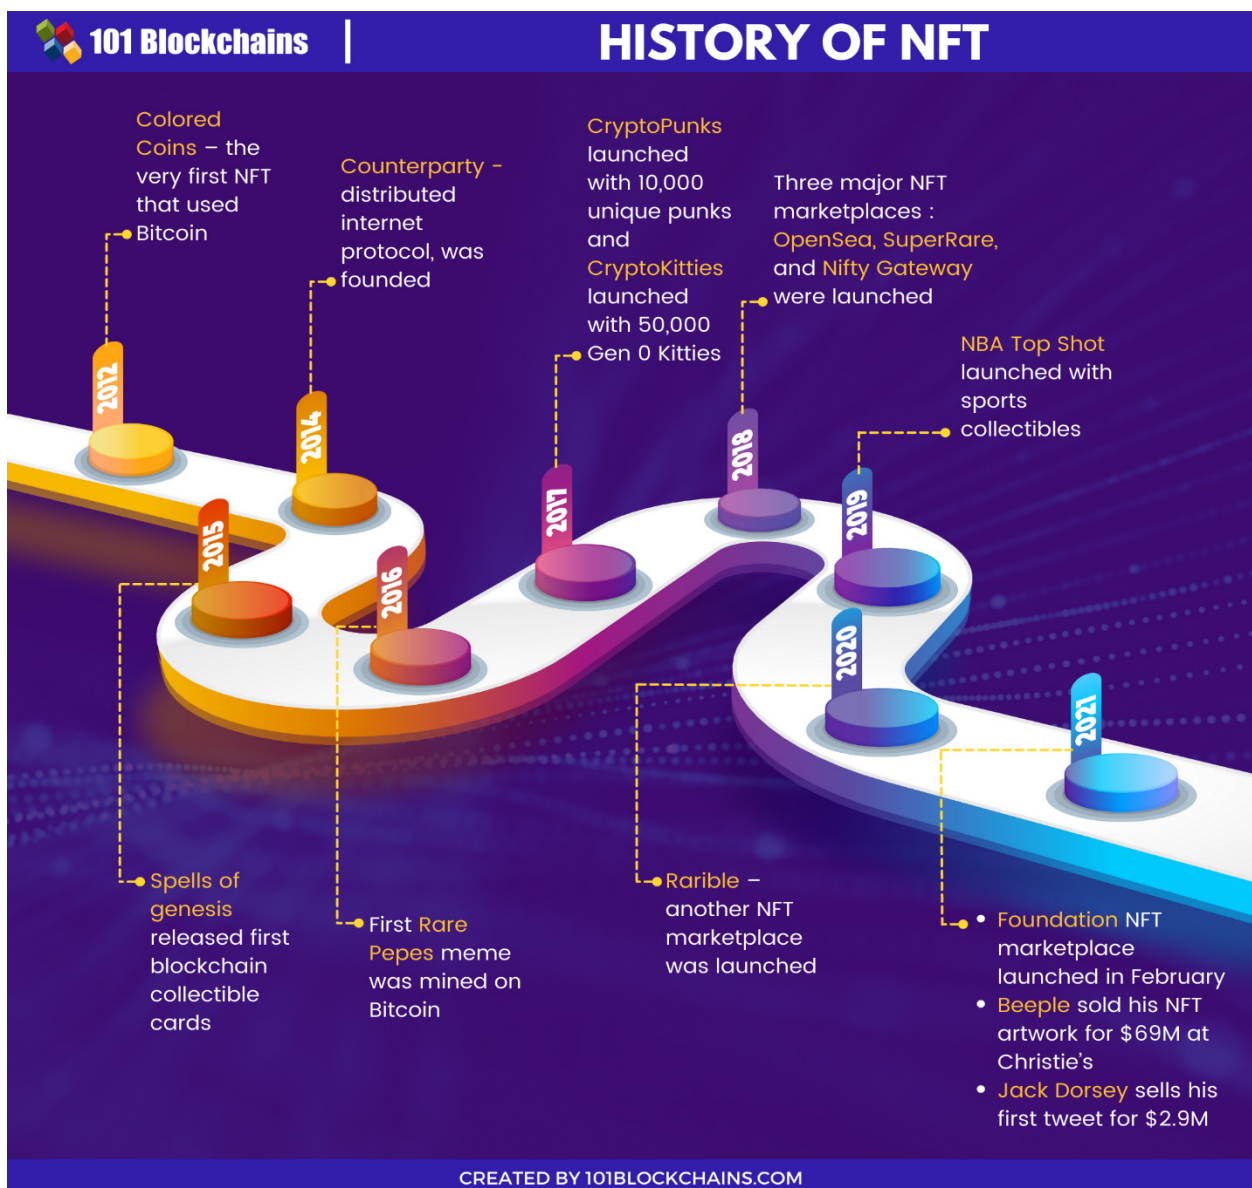 101 Blockchains
HISTORY OF NFT
Colored
Coins – the
very first NFT
that used
Bitcoin
Counterparty -
distributed
internet
protocol, was
founded
CryptoPunks
launched
with 10,000
unique punks
and
CryptoKitties
launched
with 50,000
Gen 0 Kitties
Three major NFT
marketplaces :
OpenSea, SuperRare,
and Nifty Gateway
were launched
NBA Top Shot
launched with
sports
collectibles
2012
2014
2015
2016
2017
2018
2019
2020
2021
Spells of
genesis
released first
blockchain
collectible
cards
First Rare
Pepes meme
was mined on
Bitcoin
Rarible –
another NFT
marketplace
was launched
• Foundation NFT
marketplace
launched in February
• Beeple sold his NFT
artwork for $69M at
Christie's
• Jack Dorsey sells his
first tweet for $2.9M
CREATED BY 101BLOCKCHAINS.COM